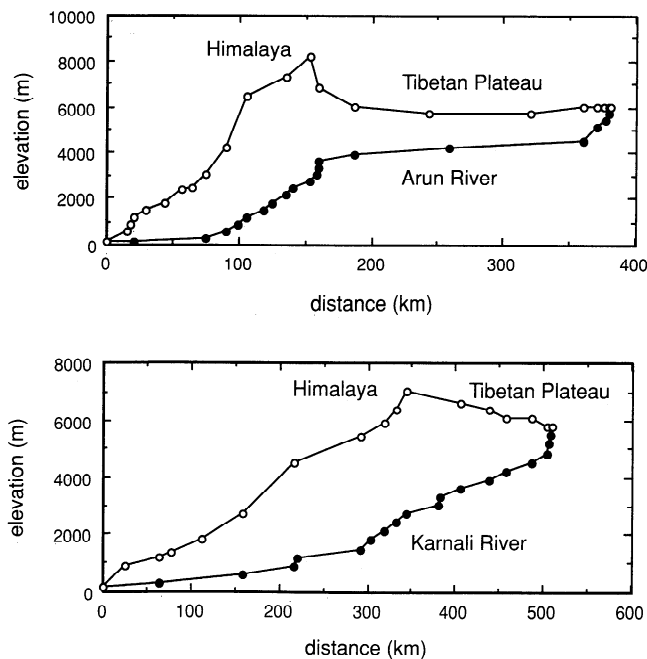 10000
8000
6000
4000
2000
0
elevation (m)
Himalaya
Tibetan Plateau
Arun River
0
100
200
300
400
distance (km)
8000
6000
4000
2000
0
elevation (m)
Himalaya
Tibetan Plateau
Karnali River
0
100
200
300
400
500
600
distance (km)